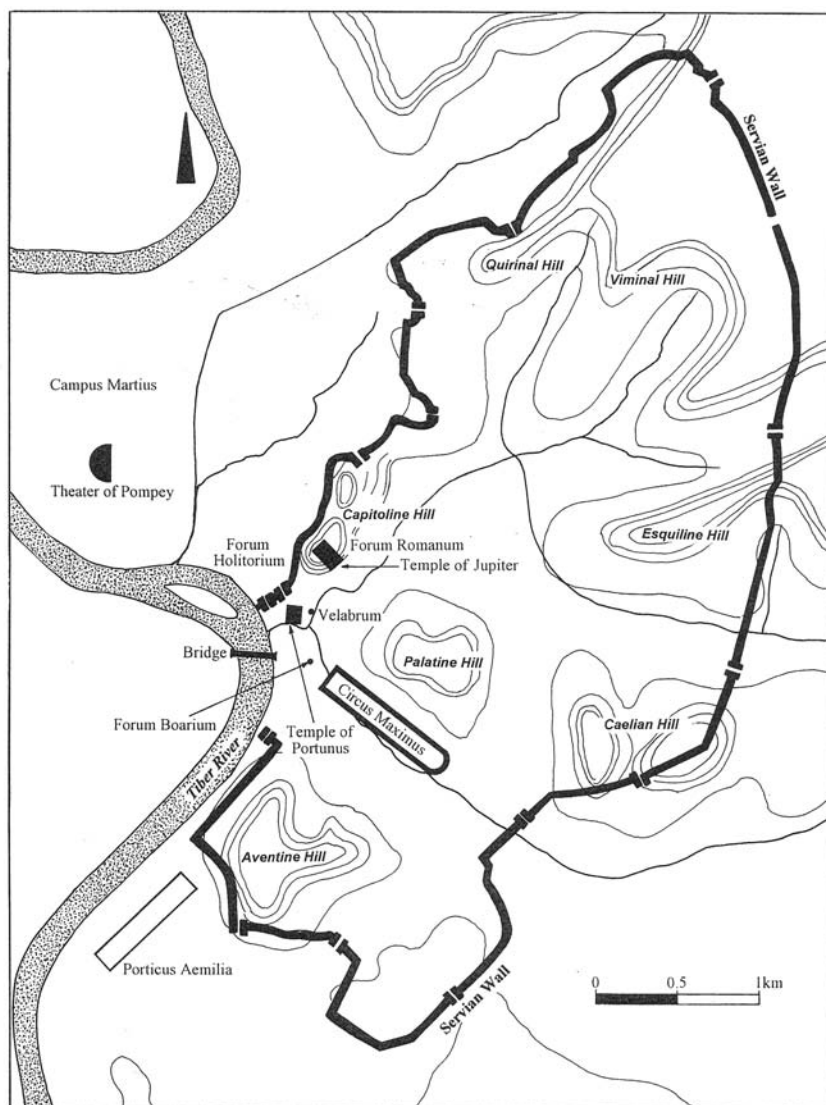 Servian Wall
Quirinal Hill
Viminal Hill
Campus Martius
Theater of Pompey
Capitoline Hill
Forum
Holitorium
Forum Romanum
Temple of Jupiter
Esquiline Hill
Velabrum
Bridge
Palatine Hill
Forum Boarium
Temple of
Portunus
Circus Maximus
Caelian Hill
Tiber River
Aventine Hill
Porticus Aemilia
Servian Wall
0 0.5 1km